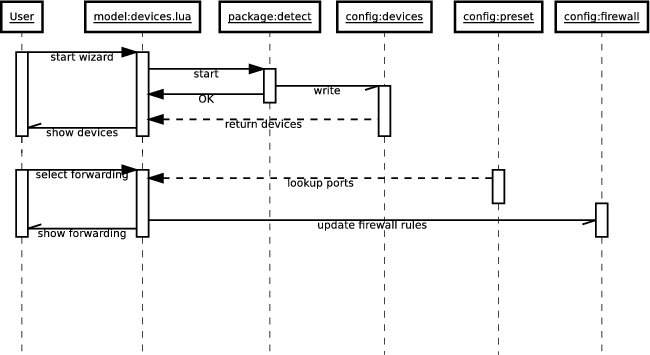 User
model:devices.lua
package:detect
config:devices
config:preset
config:firewall
start wizard
start
write
OK
return devices
show devices
select forwarding
lookup ports
update firewall rules
show forwarding